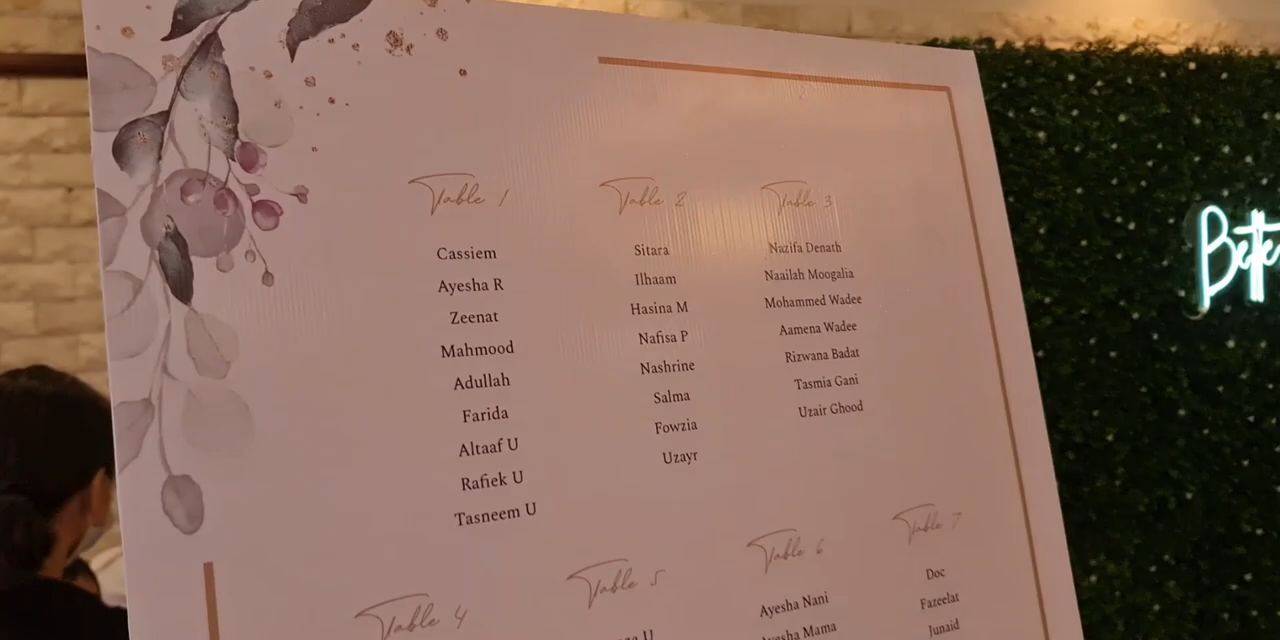 Table 1
Cassiem
Ayesha R
Zeenat
Mahmood
Adullah
Farida
Altaaf U
Rafiek U
Tasneem U
Table 2
Sitara
Ilhaam
Hasina M
Nafisa P
Nashrine
Salma
Fowzia
Uzayr
Table 3
Nazifa Denath
Naailah Moogalia
Mohammed Wadee
Aamena Wadee
Rizwana Badat
Tasmia Gani
Uzair Ghood
Table 4
Table 5
U
Table 6
Ayesha Nani
Ayesha Mama
Table 7
Doc
Fazeelat
Junaid